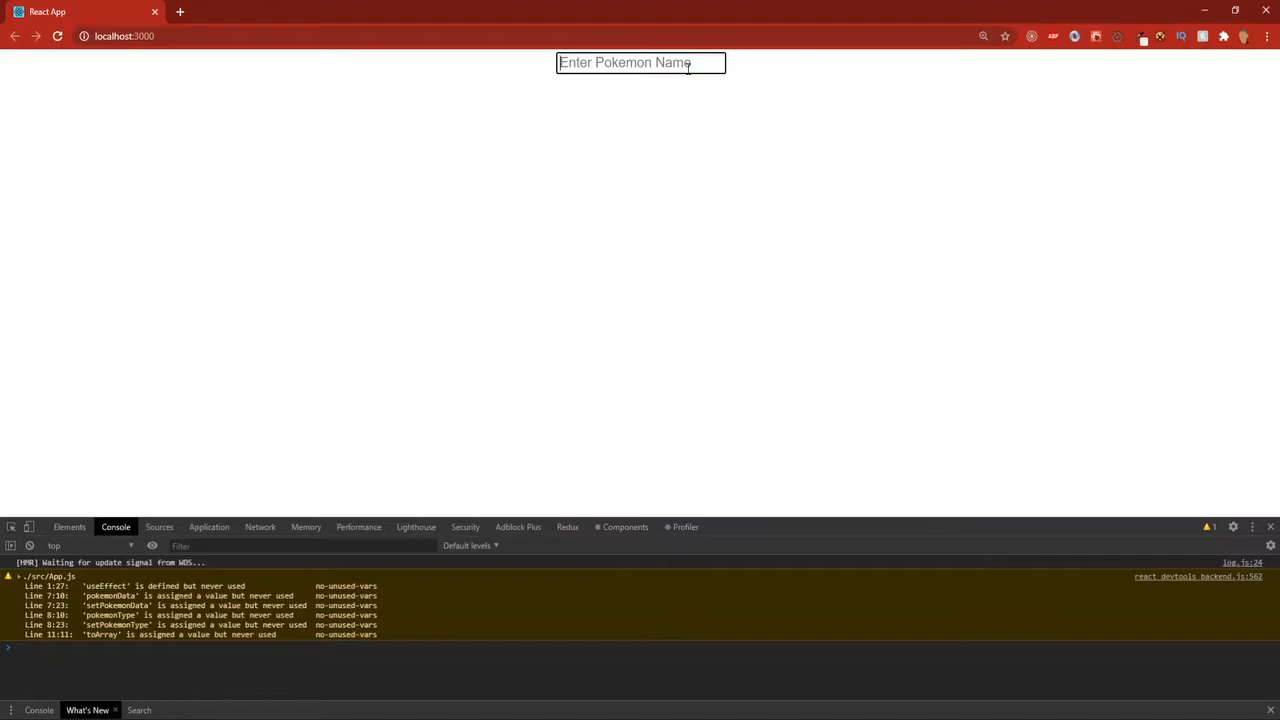 React App
localhost:3000
ABP
IQ
Enter Pokemon Name
Elements Console Sources Application Network Memory Performance Lighthouse Security Adblock Plus Redux Components Profiler 1
top Filter Default levels
[HMR] Waiting for update signal from WDS... log.js:24
./src/App.js react_devtools_backend.js:562
Line 1:27: 'useEffect' is defined but never used no-unused-vars
Line 7:10: 'pokemonData' is assigned a value but never used no-unused-vars
Line 7:23: 'setPokemonData' is assigned a value but never used no-unused-vars
Line 8:10: 'pokemonType' is assigned a value but never used no-unused-vars
Line 8:23: 'setPokemonType' is assigned a value but never used no-unused-vars
Line 11:11: 'toArray' is assigned a value but never used no-unused-vars
Console What's New Search